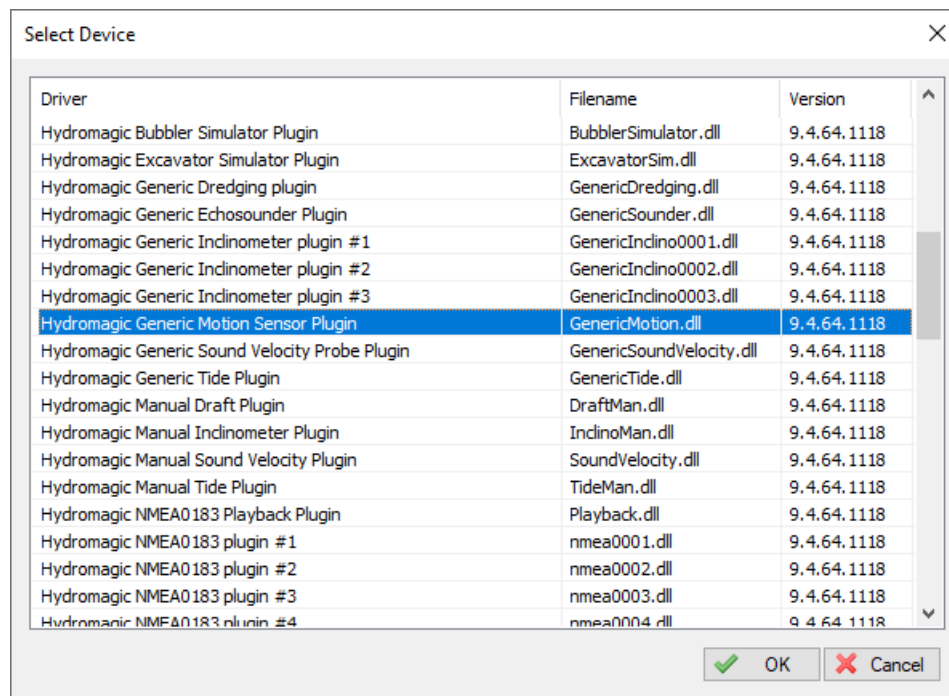 Select Device
Driver Filename Version
Hydromagic Bubbler Simulator Plugin BubblerSimulator.dll 9.4.64.1118
Hydromagic Excavator Simulator Plugin ExcavatorSim.dll 9.4.64.1118
Hydromagic Generic Dredging plugin GenericDredging.dll 9.4.64.1118
Hydromagic Generic Echosounder Plugin GenericSounder.dll 9.4.64.1118
Hydromagic Generic Inclinometer plugin #1 GenericInclino0001.dll 9.4.64.1118
Hydromagic Generic Inclinometer plugin #2 GenericInclino0002.dll 9.4.64.1118
Hydromagic Generic Inclinometer plugin #3 GenericInclino0003.dll 9.4.64.1118
Hydromagic Generic Motion Sensor Plugin GenericMotion.dll 9.4.64.1118
Hydromagic Generic Sound Velocity Probe Plugin GenericSoundVelocity.dll 9.4.64.1118
Hydromagic Generic Tide Plugin GenericTide.dll 9.4.64.1118
Hydromagic Manual Draft Plugin DraftMan.dll 9.4.64.1118
Hydromagic Manual Inclinometer Plugin InclinoMan.dll 9.4.64.1118
Hydromagic Manual Sound Velocity Plugin SoundVelocity.dll 9.4.64.1118
Hydromagic Manual Tide Plugin TideMan.dll 9.4.64.1118
Hydromagic NMEA0183 Playback Plugin Playback.dll 9.4.64.1118
Hydromagic NMEA0183 plugin #1 nmea0001.dll 9.4.64.1118
Hydromagic NMEA0183 plugin #2 nmea0002.dll 9.4.64.1118
Hydromagic NMEA0183 plugin #3 nmea0003.dll 9.4.64.1118
Hydromagic NMEA0183 plugin #4 nmea0004.dll 9.4.64.1118
OK Cancel